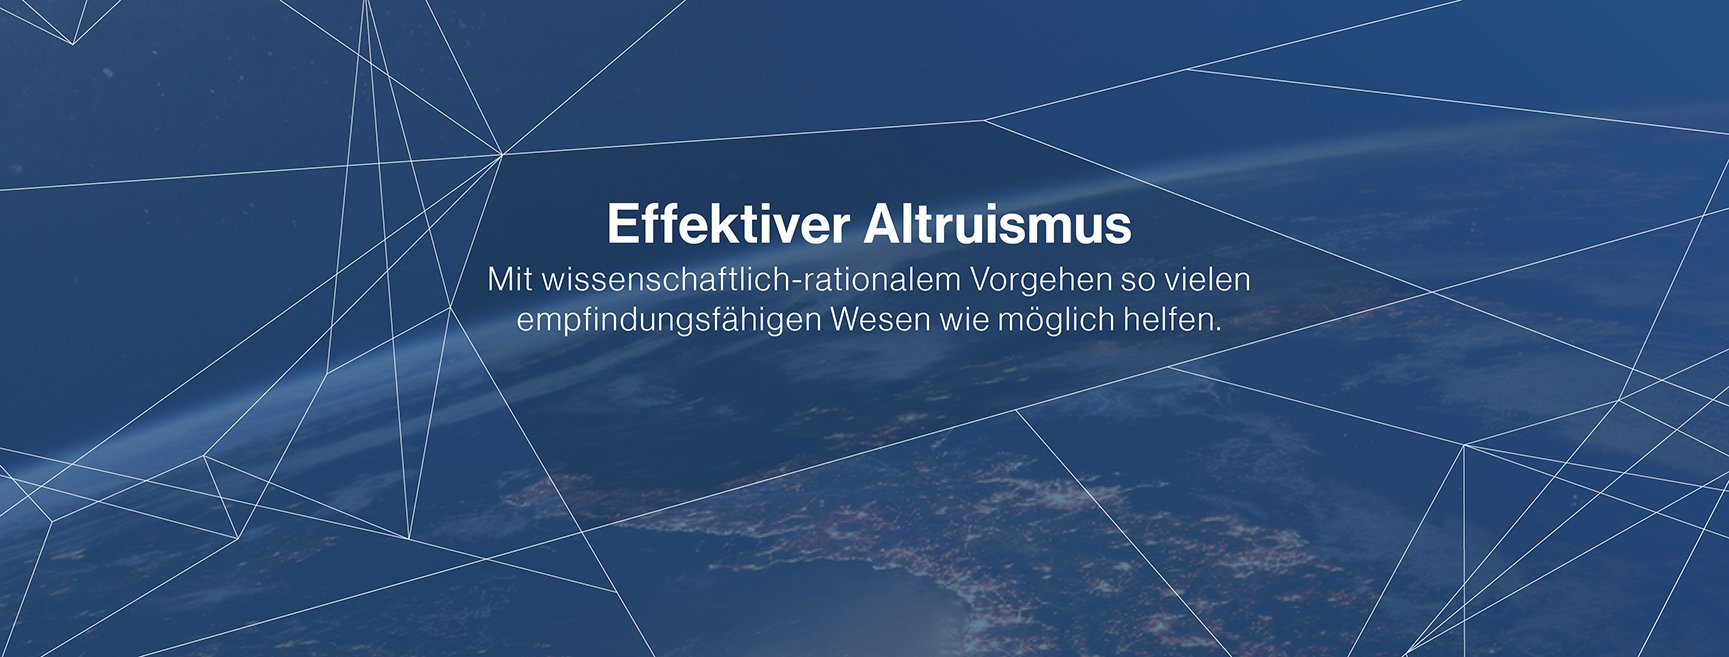 Effektiver Altruismus
Mit wissenschaftlich-rationalem Vorgehen so vielen
empfindungsfähigen Wesen wie möglich helfen.